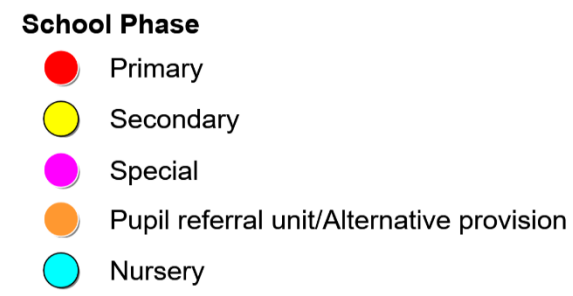 School Phase
Primary
Secondary
Special
Pupil referral unit/Alternative provision
Nursery